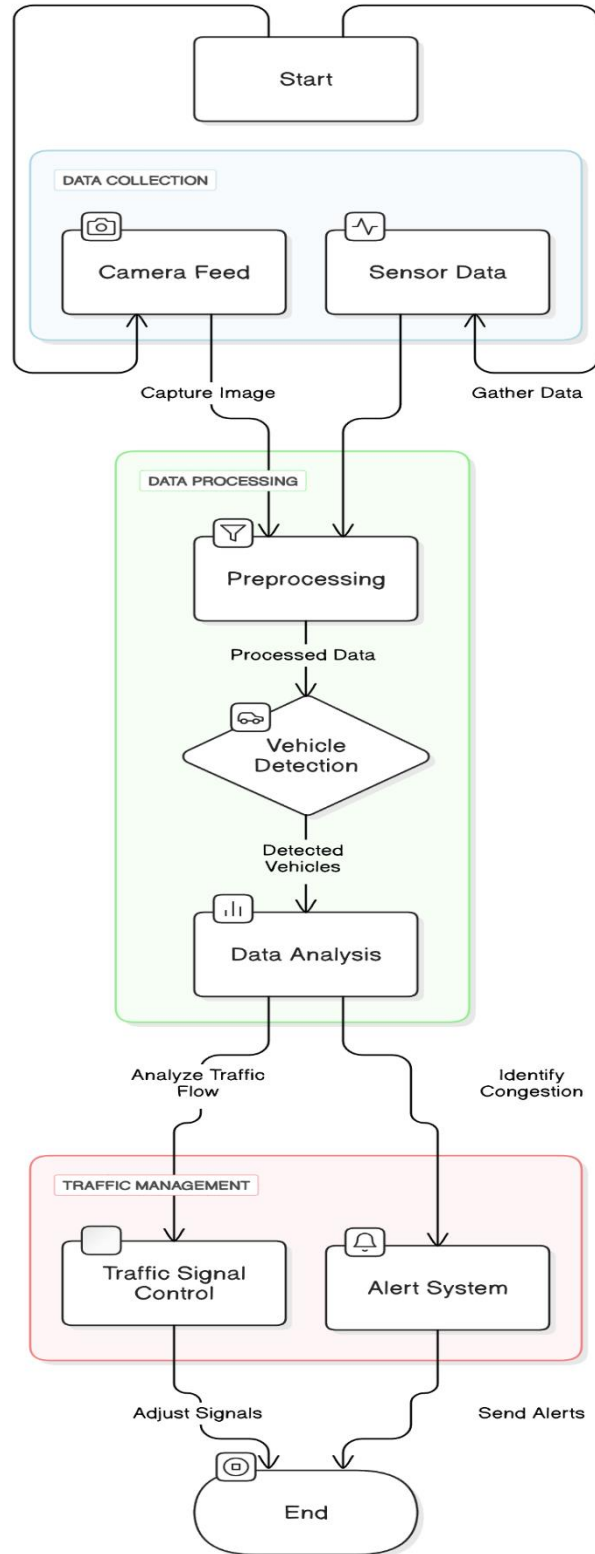 Start
DATA COLLECTION
Camera Feed
Sensor Data
Capture Image
Gather Data
DATA PROCESSING
Preprocessing
Processed Data
Vehicle
Detection
Detected
Vehicles
Data Analysis
Analyze Traffic
Flow
Identify
Congestion
TRAFFIC MANAGEMENT
Traffic Signal
Control
Alert System
Adjust Signals
Send Alerts
End